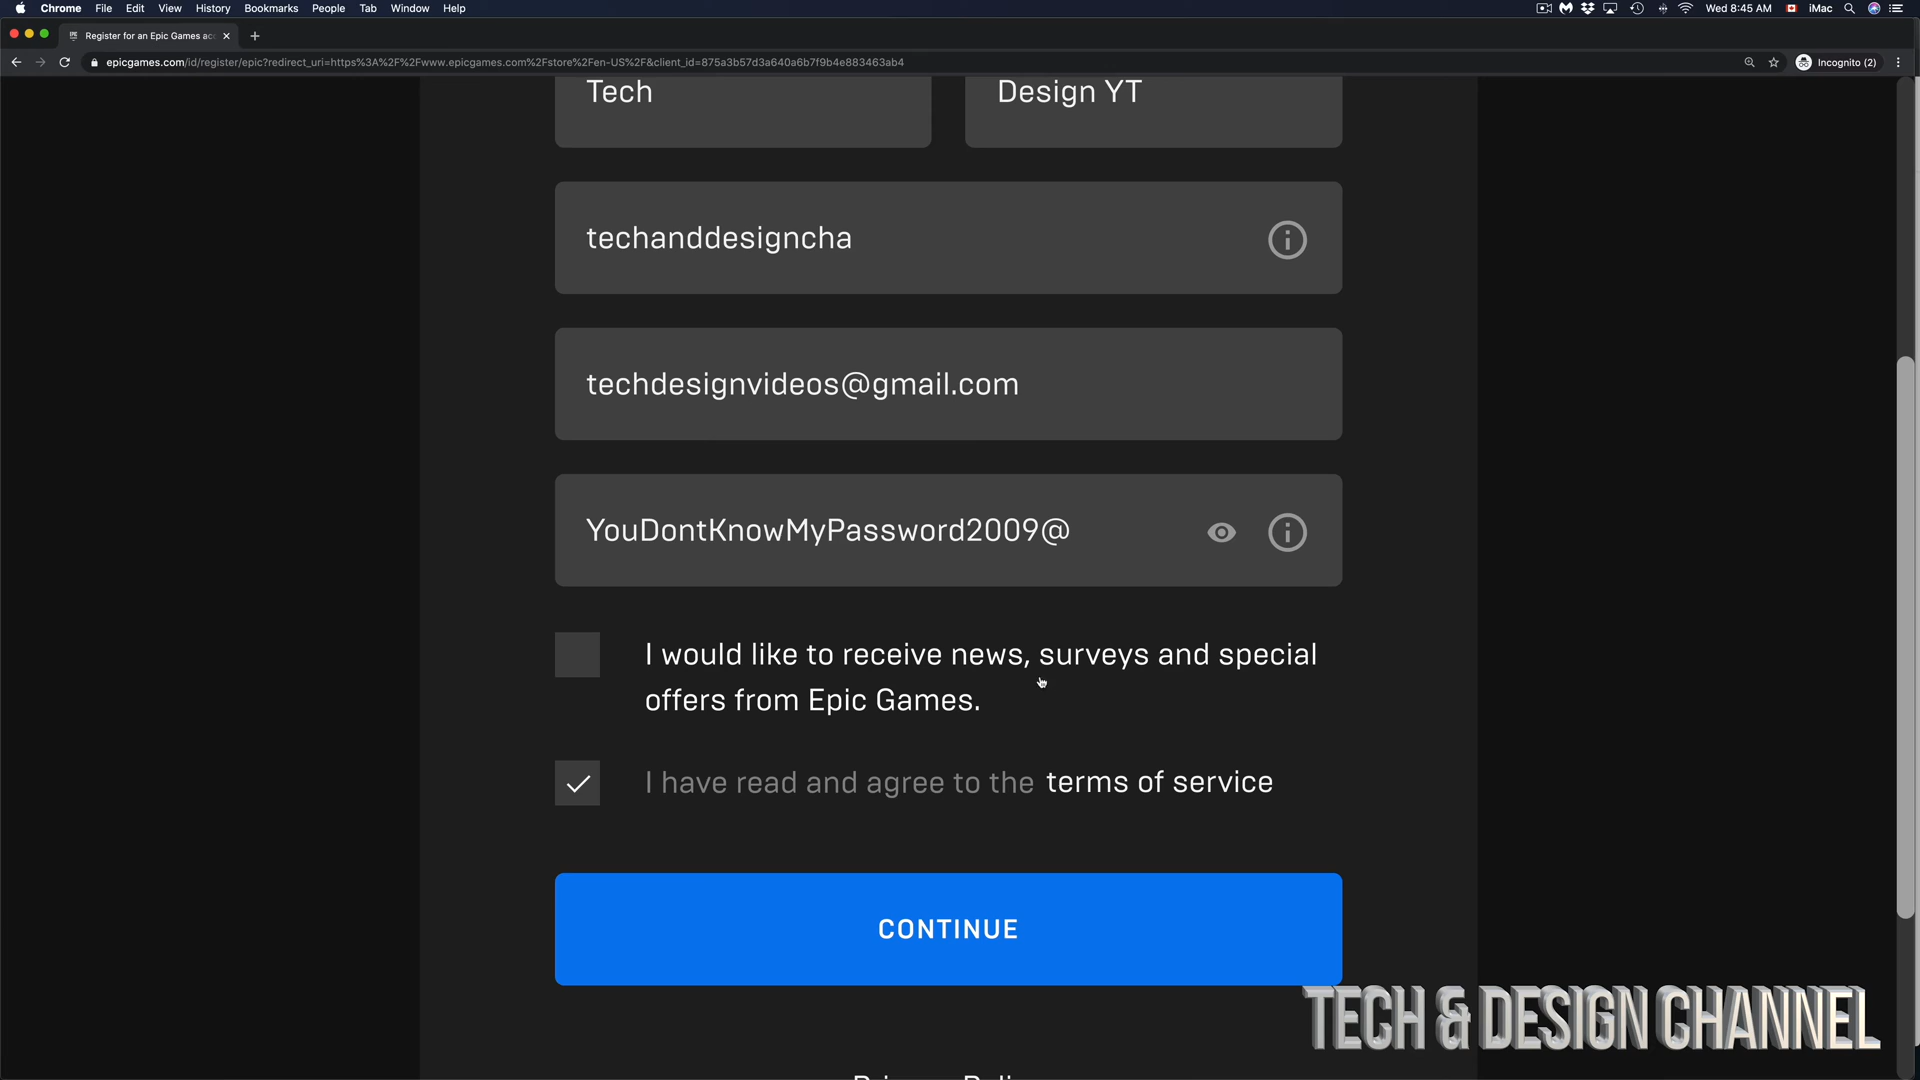 Chrome File Edit View History Bookmarks People Tab Window Help
Wed 8:45 AM iMac
Register for an Epic Games acc
epicgames.com/id/register/epic?redirect_uri=https%3A%2F%2Fwww.epicgames.com%2Fstore%2Fen-US%2F&client_id=875a3b57d3a640a6b7f9b4e883463ab4
Incognito (2)
Tech
Design YT
techanddesigncha
techdesignvideos@gmail.com
YouDontKnowMyPassword2009@
I would like to receive news, surveys and special
offers from Epic Games.
I have read and agree to the terms of service
CONTINUE
TECH & DESIGN CHANNEL